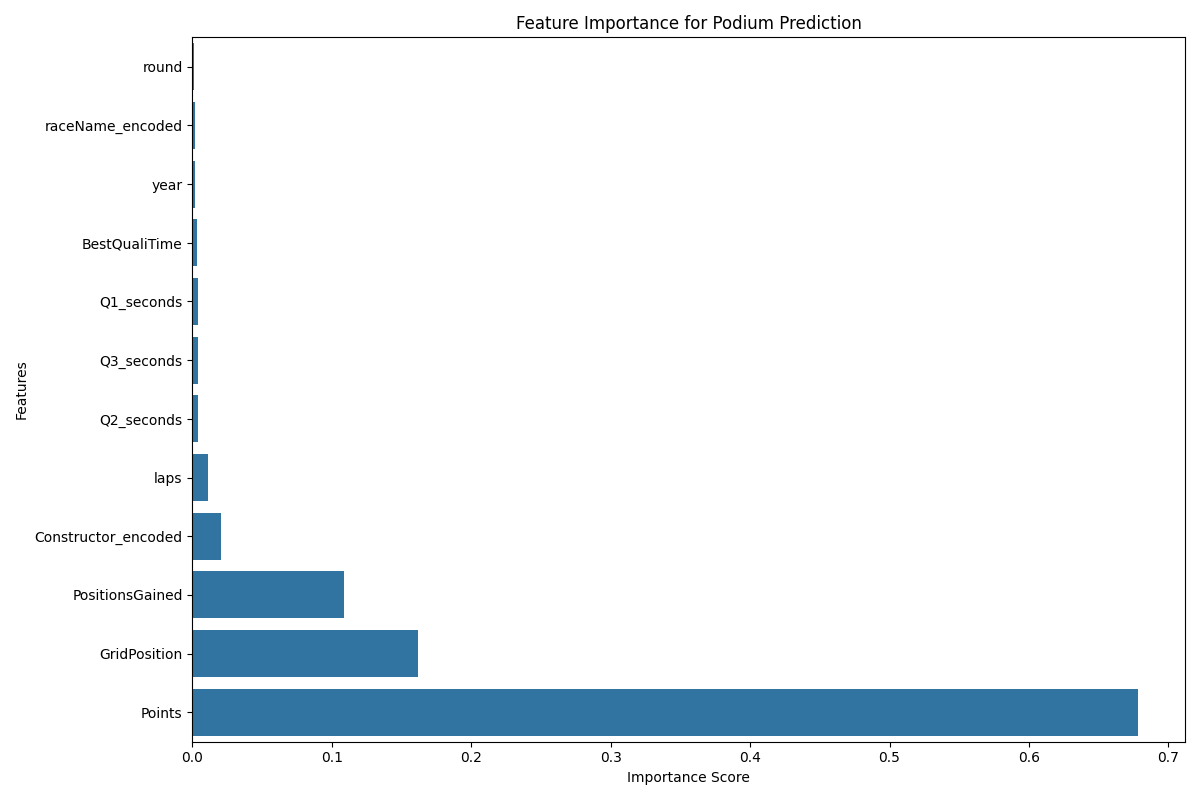 Feature Importance for Podium Prediction
round
raceName_encoded
year
BestQualiTime
Q1_seconds
Q3_seconds
Q2_seconds
laps
Constructor_encoded
PositionsGained
GridPosition
Points
Features
0.0 0.1 0.2 0.3 0.4 0.5 0.6 0.7
Importance Score